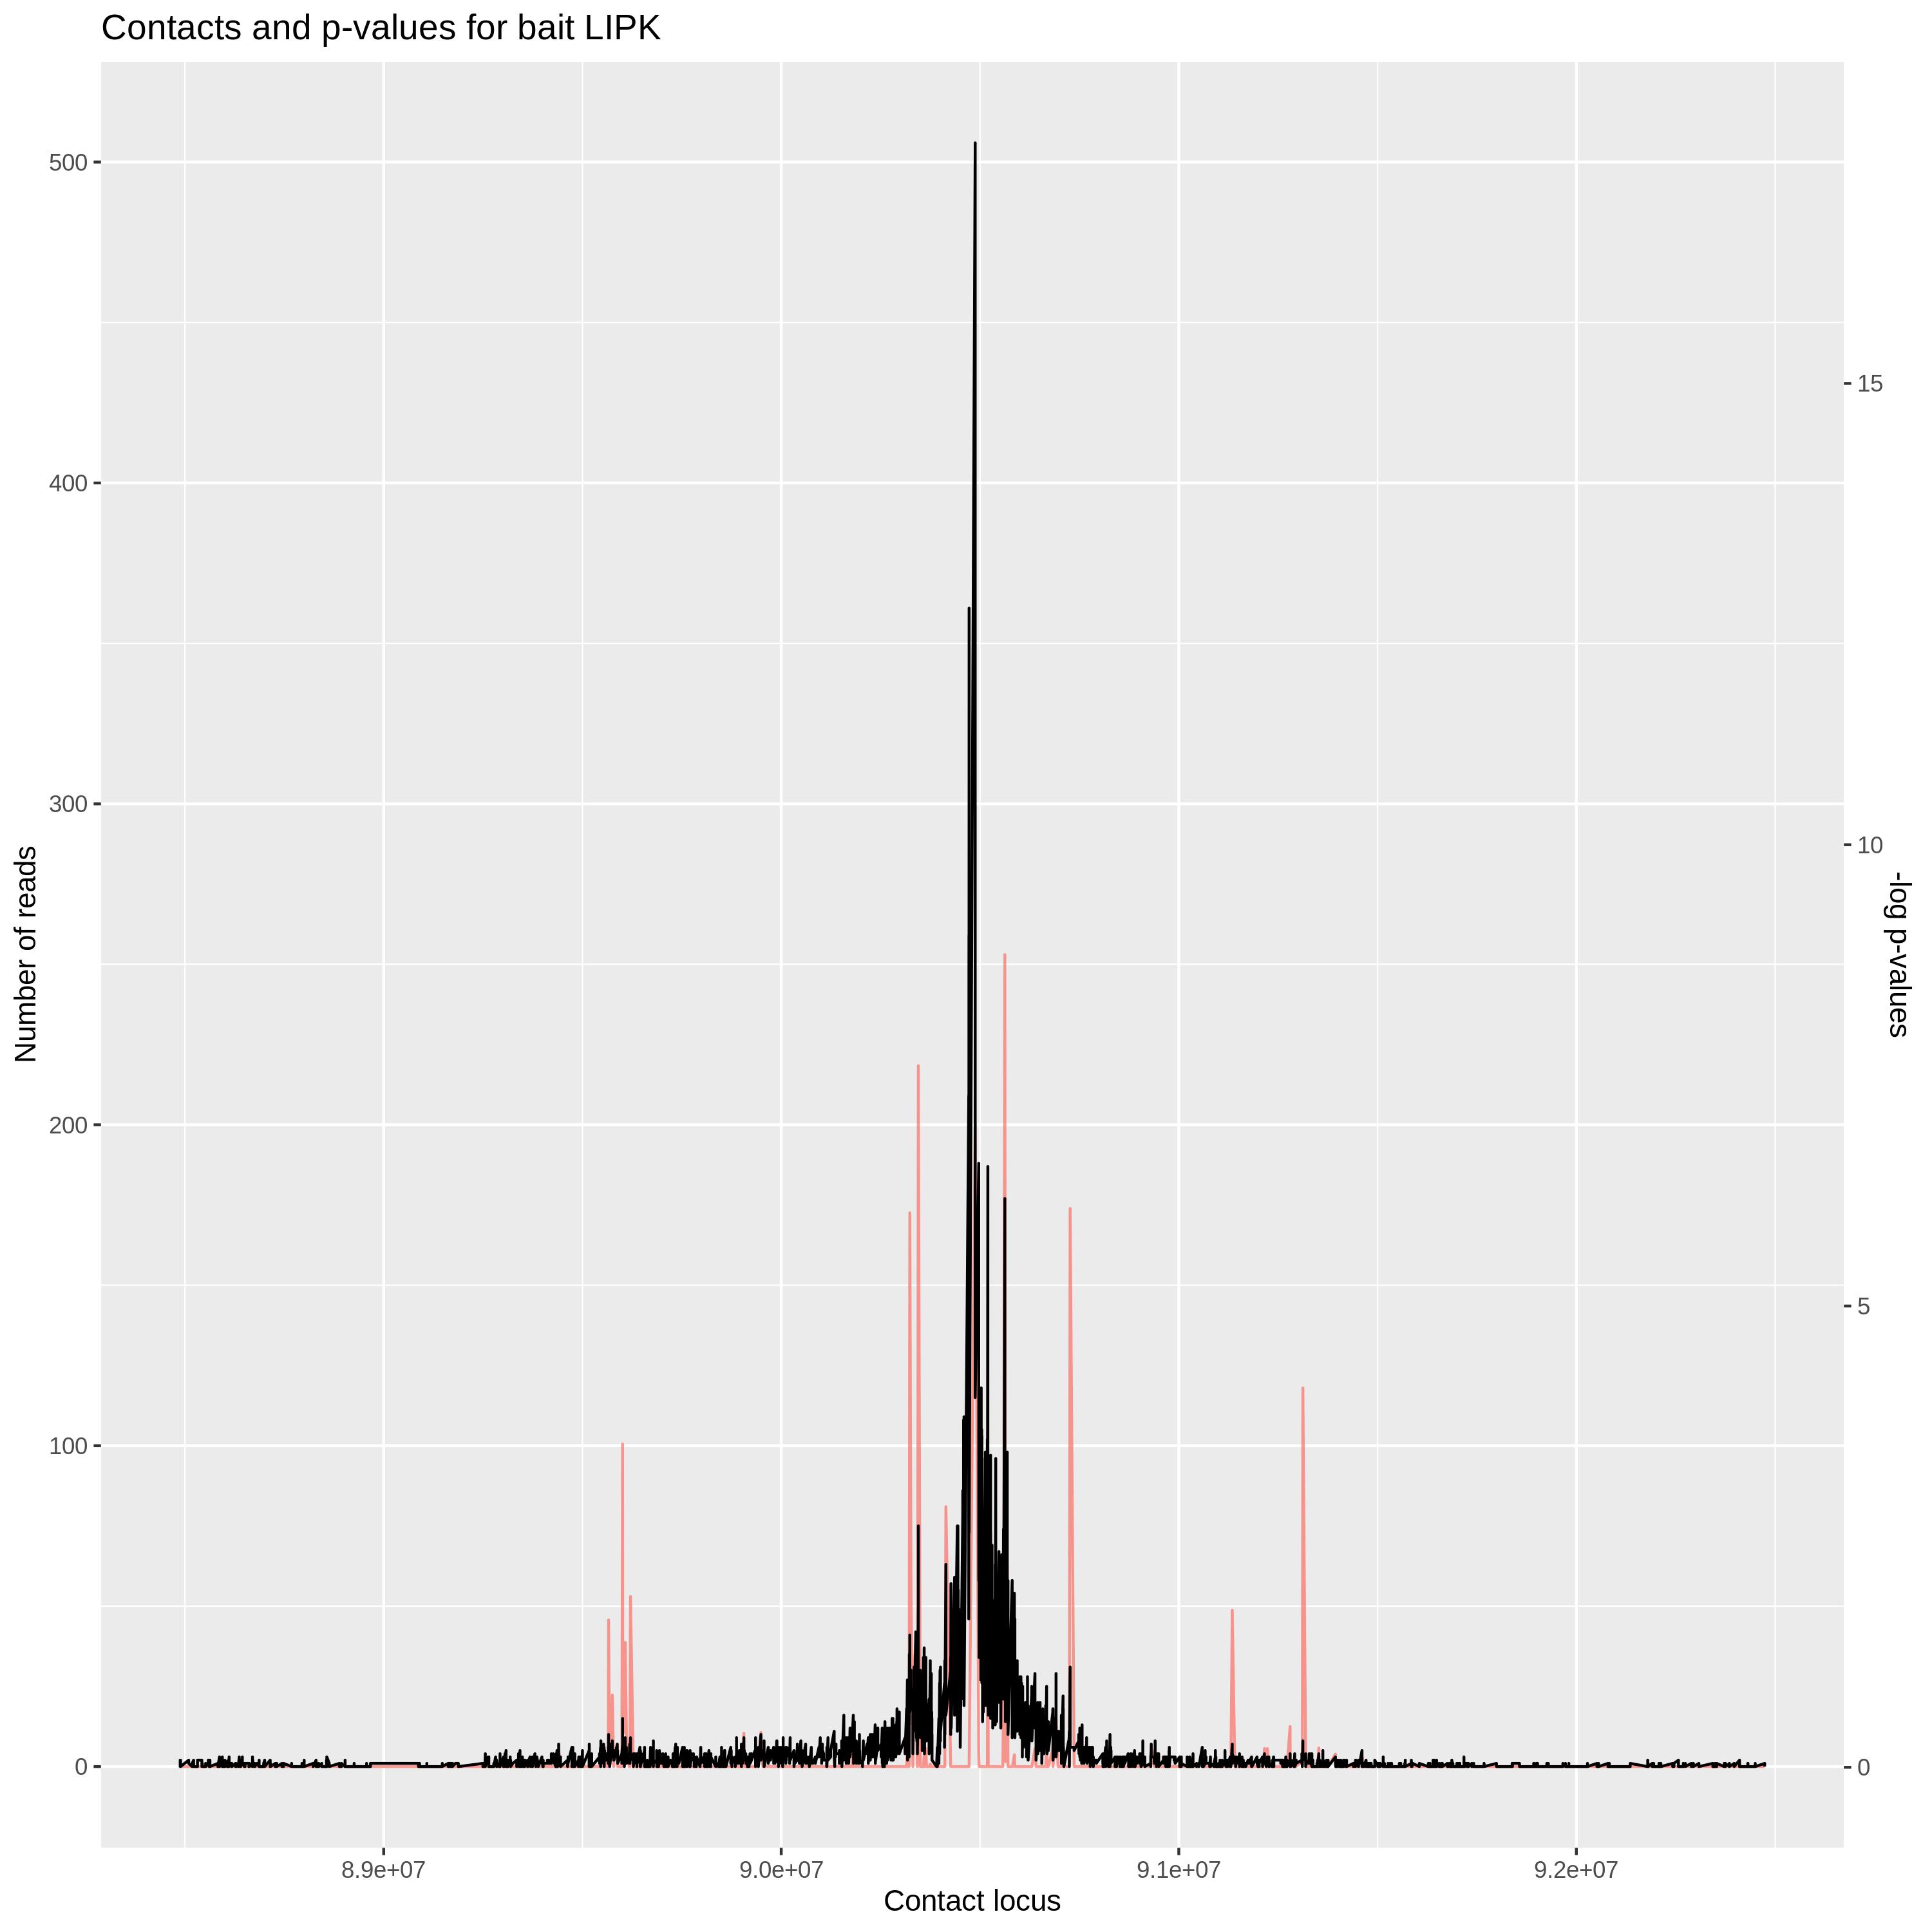 Contacts and p-values for bait LIPK
Number of reads
500
400
300
200
100
0
15
10
5
0
-log p-values
8.9e+07 9.0e+07 9.1e+07 9.2e+07
Contact locus